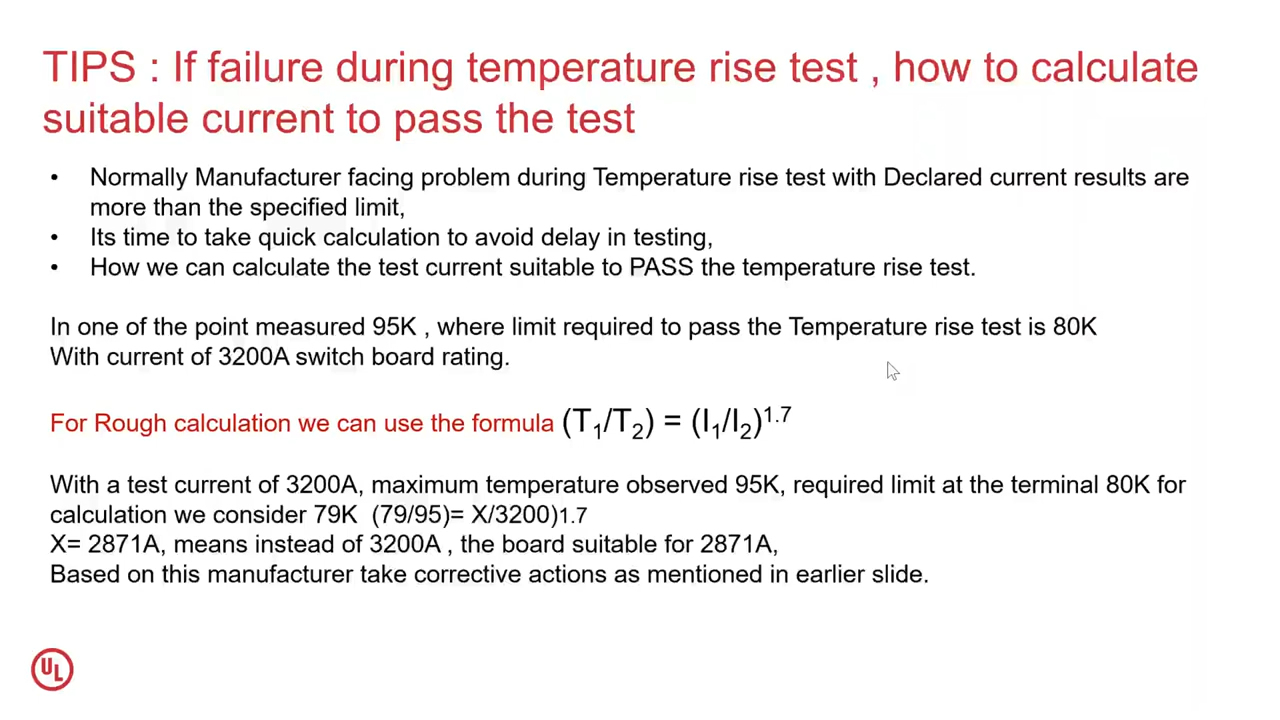 TIPS : If failure during temperature rise test , how to calculate
suitable current to pass the test
• Normally Manufacturer facing problem during Temperature rise test with Declared current results are
more than the specified limit,
• Its time to take quick calculation to avoid delay in testing,
• How we can calculate the test current suitable to PASS the temperature rise test.
In one of the point measured 95K , where limit required to pass the Temperature rise test is 80K
With current of 3200A switch board rating.
For Rough calculation we can use the formula (T₁/T₂) = (I₁/I₂)¹·⁷
With a test current of 3200A, maximum temperature observed 95K, required limit at the terminal 80K for
calculation we consider 79K (79/95)= X/3200)1.7
X= 2871A, means instead of 3200A , the board suitable for 2871A,
Based on this manufacturer take corrective actions as mentioned in earlier slide.
UL